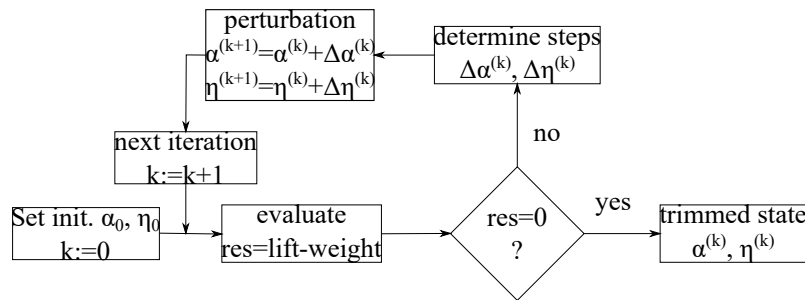 perturbation
α⁽ᵏ⁺¹⁾=α⁽ᵏ⁾+Δα⁽ᵏ⁾
η⁽ᵏ⁺¹⁾=η⁽ᵏ⁾+Δη⁽ᵏ⁾
determine steps
Δα⁽ᵏ⁾, Δη⁽ᵏ⁾
next iteration
k:=k+1
no
Set init. α₀, η₀
k:=0
evaluate
res=lift-weight
res=0
?
yes
trimmed state
α⁽ᵏ⁾, η⁽ᵏ⁾